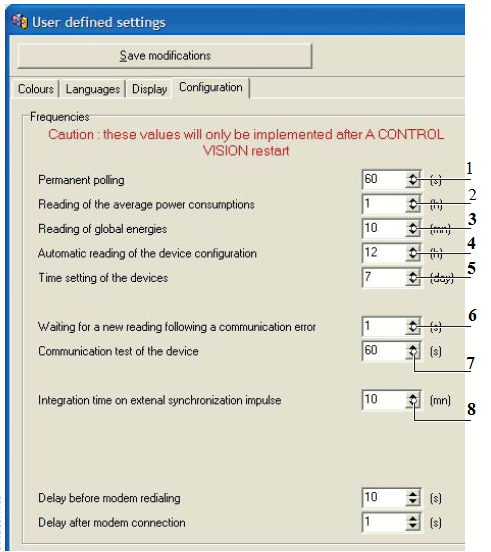 User defined settings
Save modifications
Colours Languages Display Configuration
Frequencies
Caution : these values will only be implemented after A CONTROL
VISION restart
Permanent polling 60 (s) 1
Reading of the average power consumptions 1 (h) 2
Reading of global energies 10 (mn) 3
Automatic reading of the device configuration 12 (h) 4
Time setting of the devices 7 (day) 5
Waiting for a new reading following a communication error 1 (s) 6
Communication test of the device 60 (s) 7
Integration time on extenal synchronization impulse 10 (mn) 8
Delay before modem redialing 10 (s)
Delay after modem connection 1 (s)